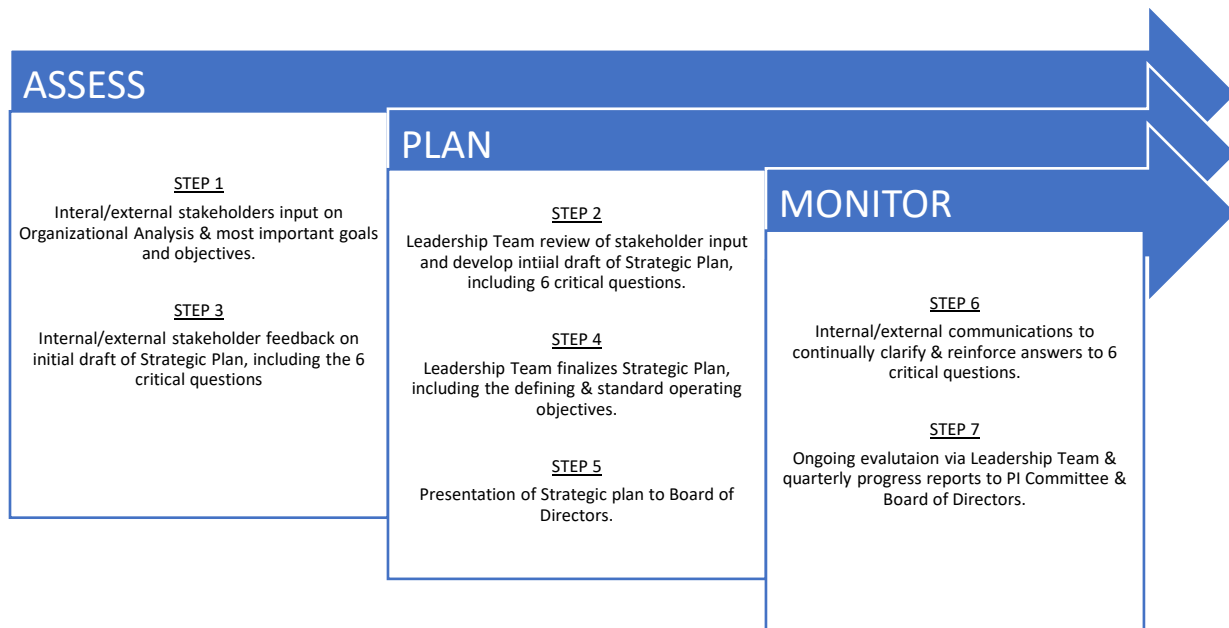 ASSESS
STEP 1
Interal/external stakeholders input on
Organizational Analysis & most important goals
and objectives.
STEP 3
Internal/external stakeholder feedback on
initial draft of Strategic Plan, including the 6
critical questions
PLAN
STEP 2
Leadership Team review of stakeholder input
and develop intiial draft of Strategic Plan,
including 6 critical questions.
STEP 4
Leadership Team finalizes Strategic Plan,
including the defining & standard operating
objectives.
STEP 5
Presentation of Strategic plan to Board of
Directors.
MONITOR
STEP 6
Internal/external communications to
continually clarify & reinforce answers to 6
critical questions.
STEP 7
Ongoing evalutaion via Leadership Team &
quarterly progress reports to PI Committee &
Board of Directors.